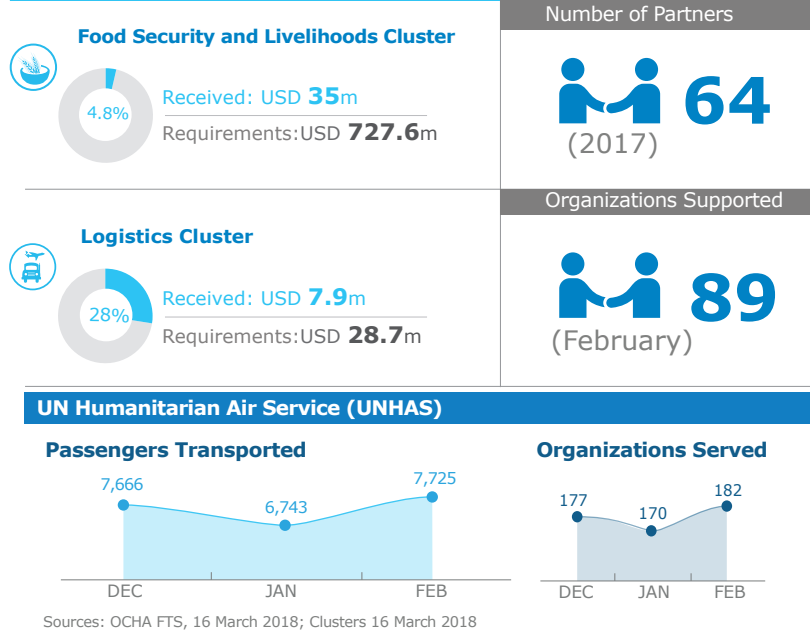 Number of Partners
Food Security and Livelihoods Cluster
4.8%
Received: USD 35m
Requirements:USD 727.6m
64
(2017)
Organizations Supported
Logistics Cluster
28%
Received: USD 7.9m
Requirements:USD 28.7m
89
(February)
UN Humanitarian Air Service (UNHAS)
Passengers Transported
7,666
6,743
7,725
DEC JAN FEB
Organizations Served
177
170
182
DEC JAN FEB
Sources: OCHA FTS, 16 March 2018; Clusters 16 March 2018